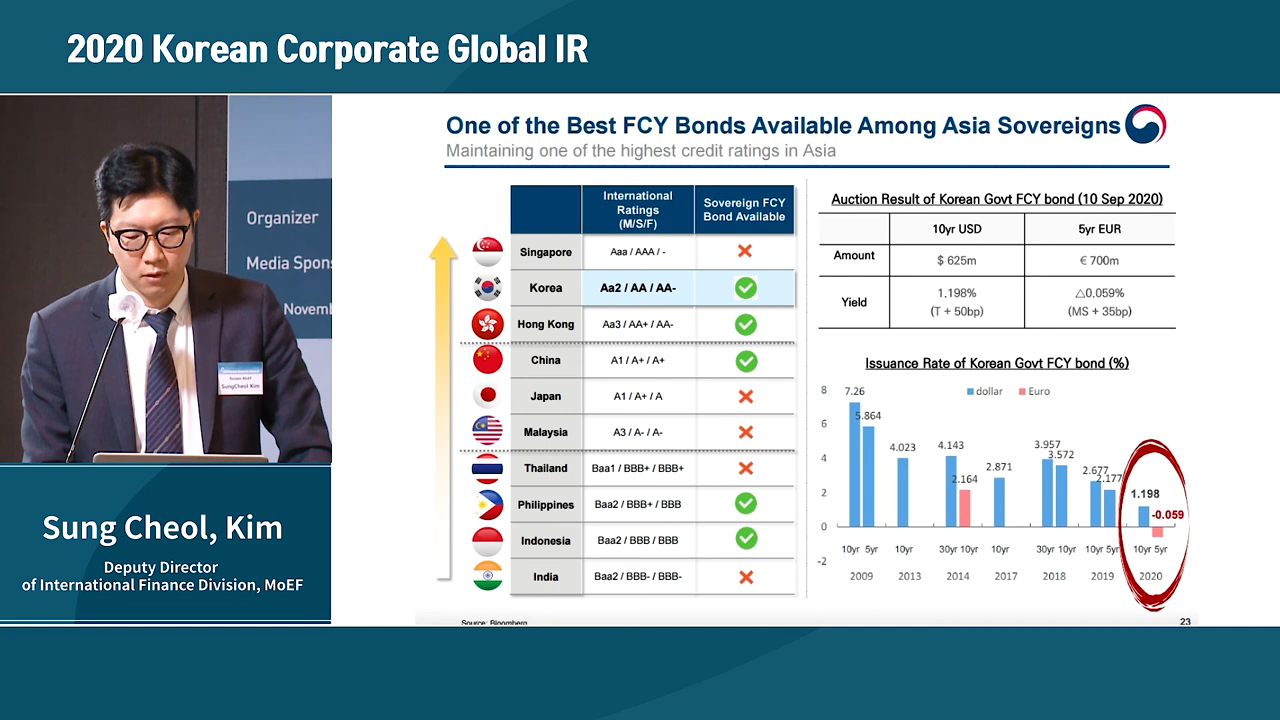 2020 Korean Corporate Global IR
Organizer
Media Spons
Novemb
Korean MoEF
SungCheol Kim
Sung Cheol, Kim
Deputy Director
of International Finance Division, MoEF
One of the Best FCY Bonds Available Among Asia Sovereigns
Maintaining one of the highest credit ratings in Asia
International Ratings (M/S/F) Sovereign FCY Bond Available
Singapore Aaa / AAA / -
Korea Aa2 / AA / AA-
Hong Kong Aa3 / AA+ / AA-
China A1 / A+ / A+
Japan A1 / A+ / A
Malaysia A3 / A- / A-
Thailand Baa1 / BBB+ / BBB+
Philippines Baa2 / BBB+ / BBB
Indonesia Baa2 / BBB / BBB
India Baa2 / BBB- / BBB-
Source: Bloomberg
Auction Result of Korean Govt FCY bond (10 Sep 2020)
10yr USD 5yr EUR
Amount $ 625m € 700m
Yield 1.198% (T + 50bp) △0.059% (MS + 35bp)
Issuance Rate of Korean Govt FCY bond (%)
dollar Euro
8
6
4
2
0
-2
7.26 5.864 4.023 4.143 2.164 2.871 3.957 3.572 2.677 2.177 1.198 -0.059
10yr 5yr 10yr 30yr 10yr 10yr 30yr 10yr 10yr 5yr 10yr 5yr
2009 2013 2014 2017 2018 2019 2020
23